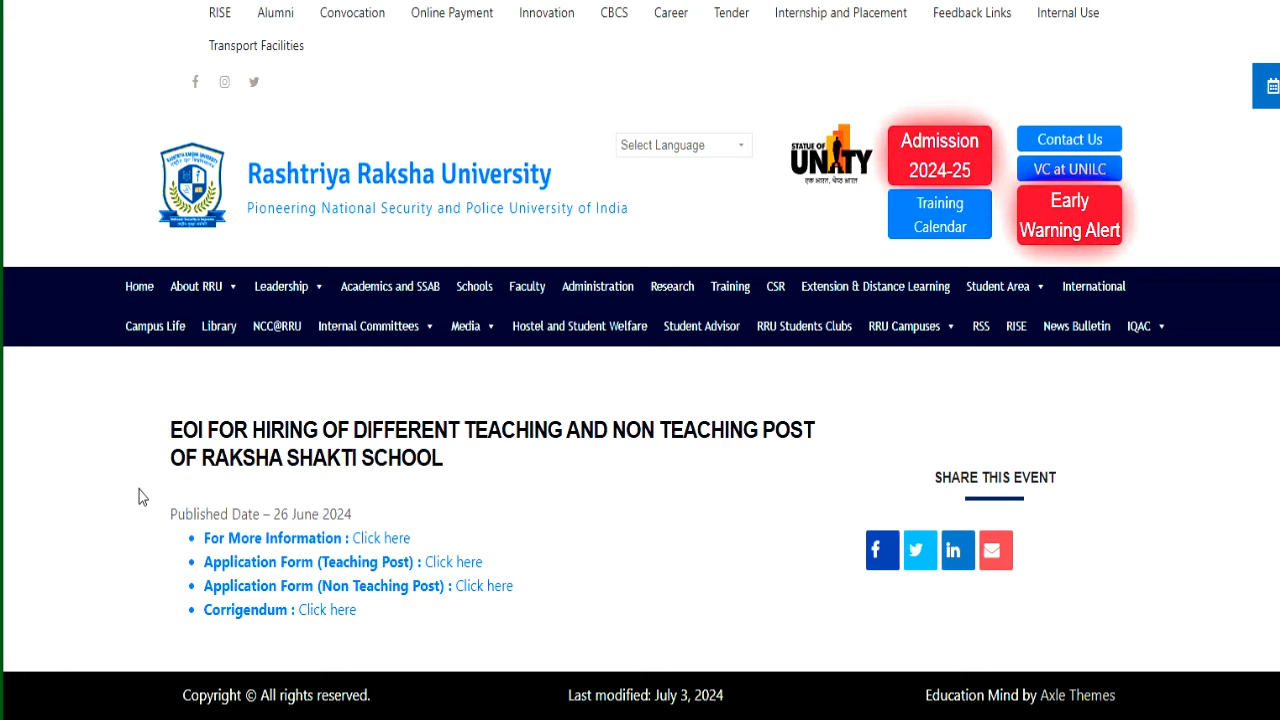 RISE Alumni Convocation Online Payment Innovation CBCS Career Tender Internship and Placement Feedback Links Internal Use
Transport Facilities
Select Language
STATUE OF
UNITY
एक भारत, श्रेष्ठ भारत
Admission
2024-25
Training
Calendar
Contact Us
VC at UNILC
Early
Warning Alert
Rashtriya Raksha University
Pioneering National Security and Police University of India
Home About RRU Leadership Academics and SSAB Schools Faculty Administration Research Training CSR Extension & Distance Learning Student Area International
Campus Life Library NCC@RRU Internal Committees Media Hostel and Student Welfare Student Advisor RRU Students Clubs RRU Campuses RSS RISE News Bulletin IQAC
EOI FOR HIRING OF DIFFERENT TEACHING AND NON TEACHING POST
OF RAKSHA SHAKTI SCHOOL
Published Date – 26 June 2024
For More Information : Click here
Application Form (Teaching Post) : Click here
Application Form (Non Teaching Post) : Click here
Corrigendum : Click here
SHARE THIS EVENT
Copyright © All rights reserved. Last modified: July 3, 2024 Education Mind by Axle Themes